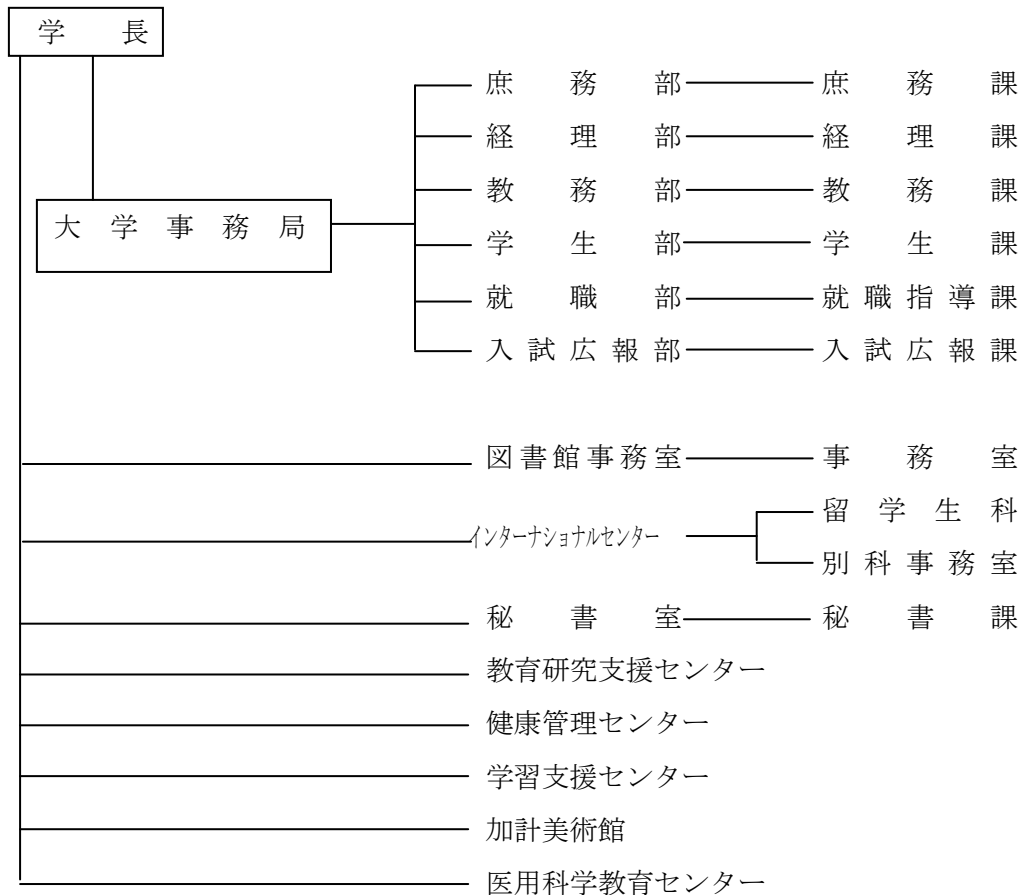 学長
庶務部 庶務課
経理部 経理課
教務部 教務課
大学事務局
学生部 学生課
就職部 就職指導課
入試広報部 入試広報課
図書館事務室 事務室
留学生科
インターナショナルセンター
別科事務室
秘書室 秘書課
教育研究支援センター
健康管理センター
学習支援センター
加計美術館
医用科学教育センター